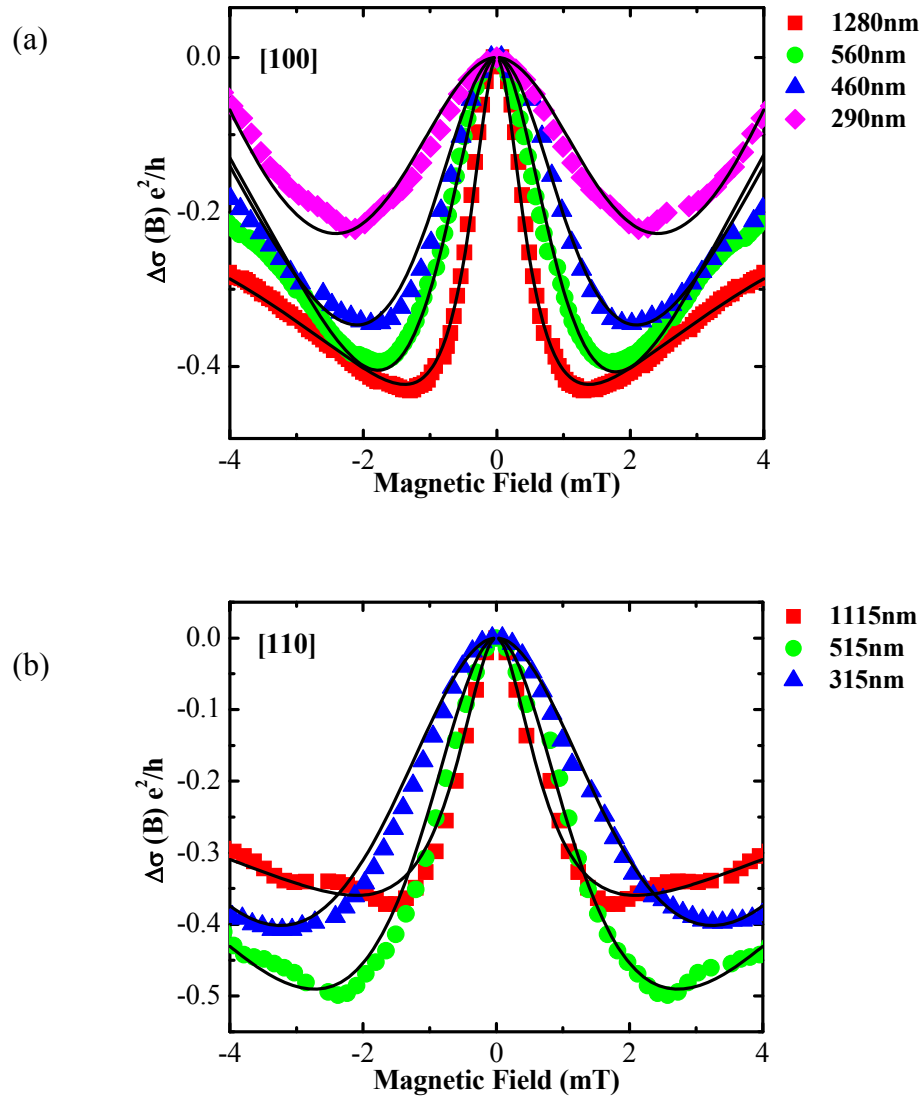 (a)
[100]
1280nm
560nm
460nm
290nm
0.0
-0.2
-0.4
Δσ (B) e²/h
-4
-2
0
2
4
Magnetic Field (mT)
(b)
[110]
1115nm
515nm
315nm
0.0
-0.1
-0.2
-0.3
-0.4
-0.5
Δσ (B) e²/h
-4
-2
0
2
4
Magnetic Field (mT)